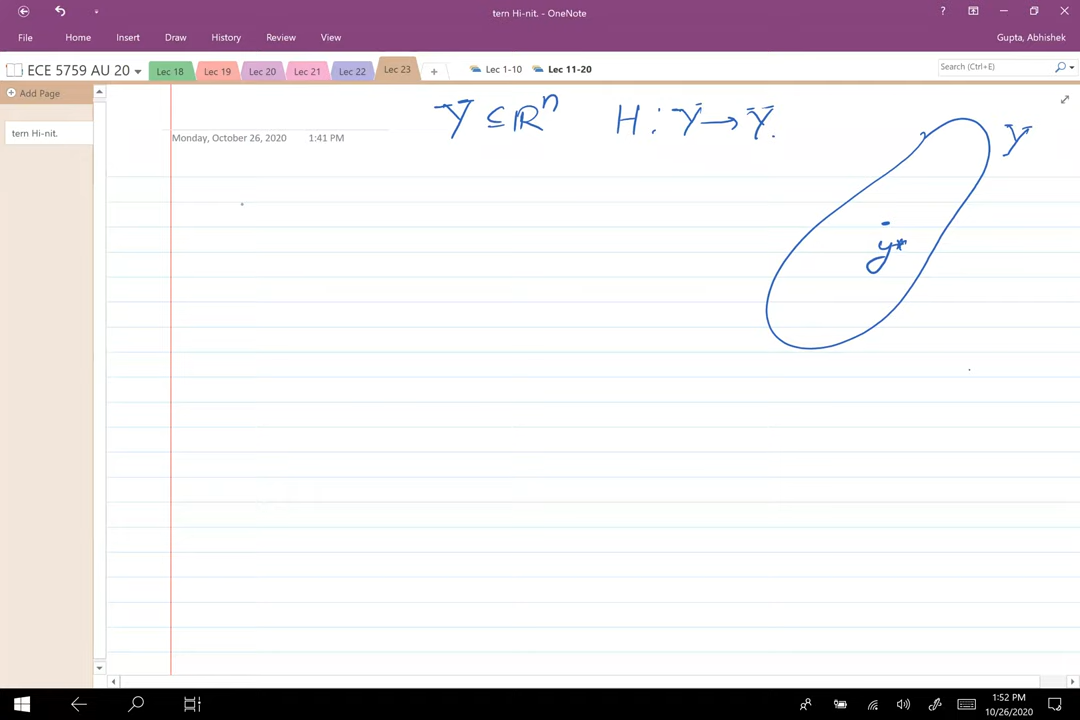 tern Hi-nit. - OneNote
?
File Home Insert Draw History Review View Gupta, Abhishek
ECE 5759 AU 20 Lec 18 Lec 19 Lec 20 Lec 21 Lec 22 Lec 23 + Lec 1-10 Lec 11-20 Search (Ctrl+E)
Add Page
tern Hi-nit.
Y ⊆ ℝⁿ H : Y → Y.
Monday, October 26, 2020 1:41 PM
Y
y*
1:52 PM
10/26/2020